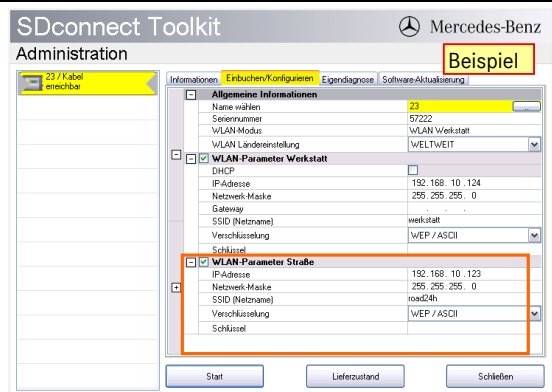 SDconnect Toolkit
Mercedes-Benz
Administration
Beispiel
23 / Kabel
erreichbar
Informationen Einbuchen/Konfigurieren Eigendiagnose Software-Aktualisierung
Allgemeine Informationen
Name wählen 23 ...
Seriennummer 57222
WLAN-Modus WLAN Werkstatt
WLAN Ländereinstellung WELTWEIT
WLAN-Parameter Werkstatt
DHCP
IP-Adresse 192. 168. 10 .124
Netzwerk-Maske 255. 255. 255. 0
Gateway . . .
SSID (Netzname) werkstatt
Verschlüsselung WEP / ASCII
Schlüssel
WLAN-Parameter Straße
IP-Adresse 192. 168. 10 .123
Netzwerk-Maske 255. 255. 255. 0
SSID (Netzname) road24h
Verschlüsselung WEP / ASCII
Schlüssel
Start Lieferzustand Schließen